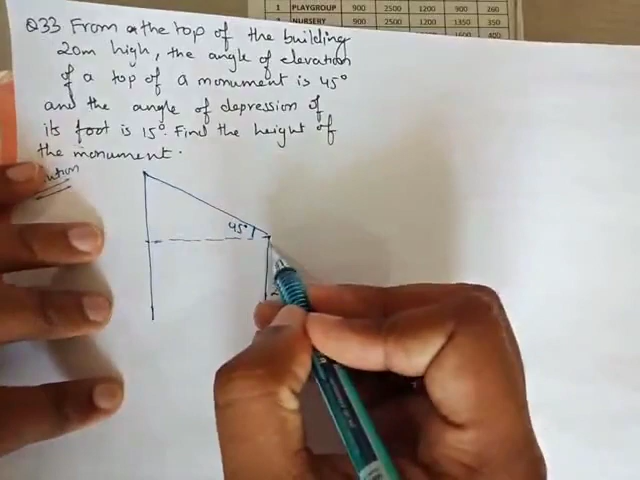 1 PLAYGROUP 900 2500 1200 900 260
NURSERY 900 2500 1200 1350 350
Q33 From the top of the building
20m high, the angle of elevation
of a top of a monument is 45°
and the angle of depression of
its foot is 15°. Find the height of
the monument.
45°